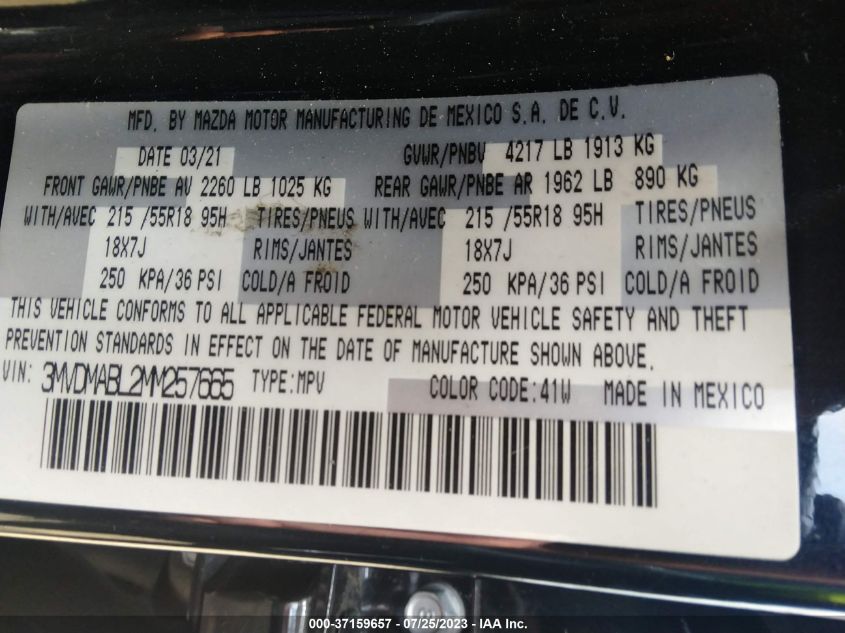 MFD. BY MAZDA MOTOR MANUFACTURING DE MEXICO S.A. DE C.V.
DATE 03/21 GVWR/PNBV 4217 LB 1913 KG
FRONT GAWR/PNBE AV 2260 LB 1025 KG REAR GAWR/PNBE AR 1962 LB 890 KG
WITH/AVEC 215 /55R18 95H TIRES/PNEUS WITH/AVEC 215 /55R18 95H TIRES/PNEUS
18X7J RIMS/JANTES 18X7J RIMS/JANTES
250 KPA/36 PSI COLD/A FROID 250 KPA/36 PSI COLD/A FROID
THIS VEHICLE CONFORMS TO ALL APPLICABLE FEDERAL MOTOR VEHICLE SAFETY AND THEFT
PREVENTION STANDARDS IN EFFECT ON THE DATE OF MANUFACTURE SHOWN ABOVE.
VIN: 3MVDMABL2MM257665 TYPE:MPV COLOR CODE:41W MADE IN MEXICO
000-37159657 - 07/25/2023 - IAA Inc.